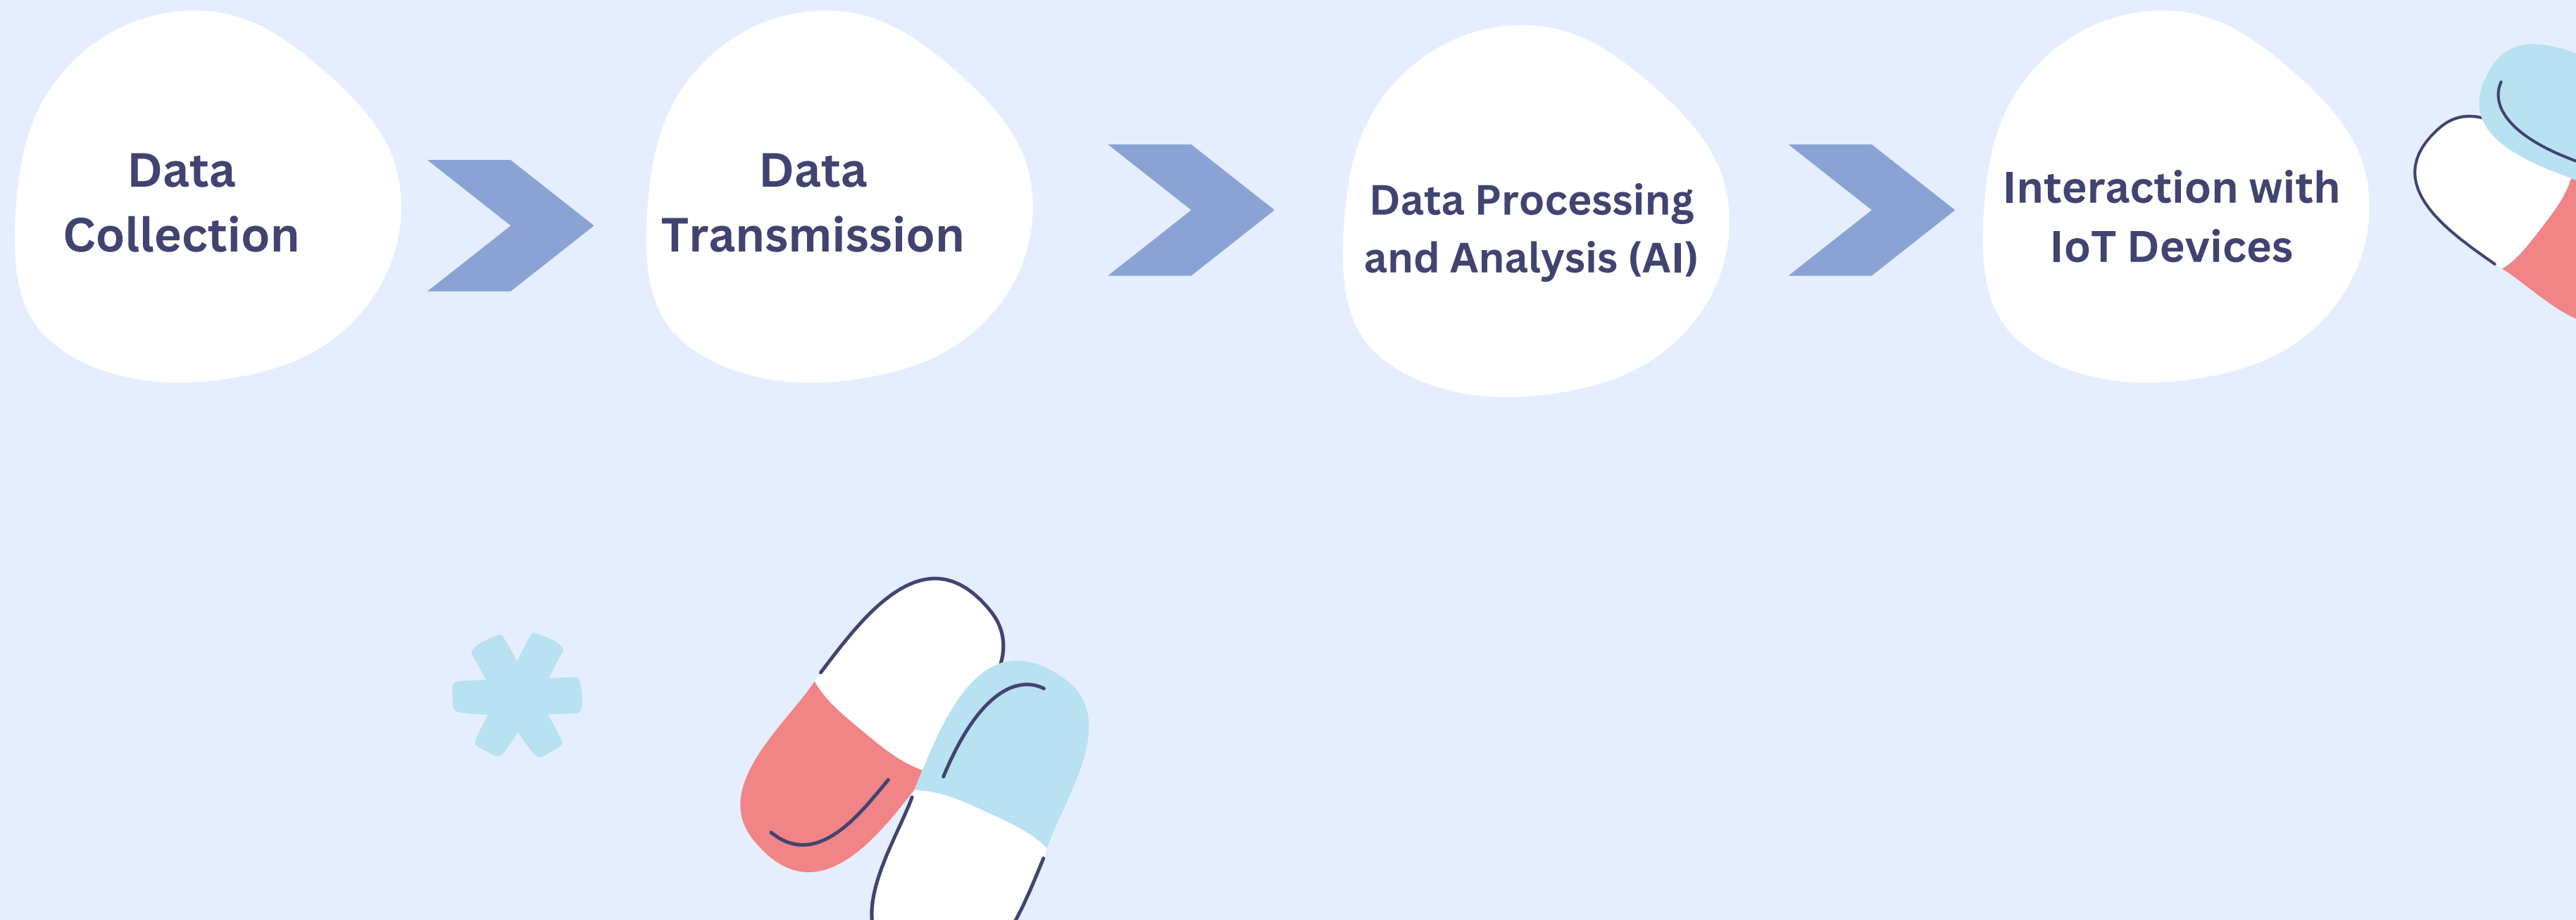 Data
Collection
Data
Transmission
Data Processing
and Analysis (AI)
Interaction with
IoT Devices